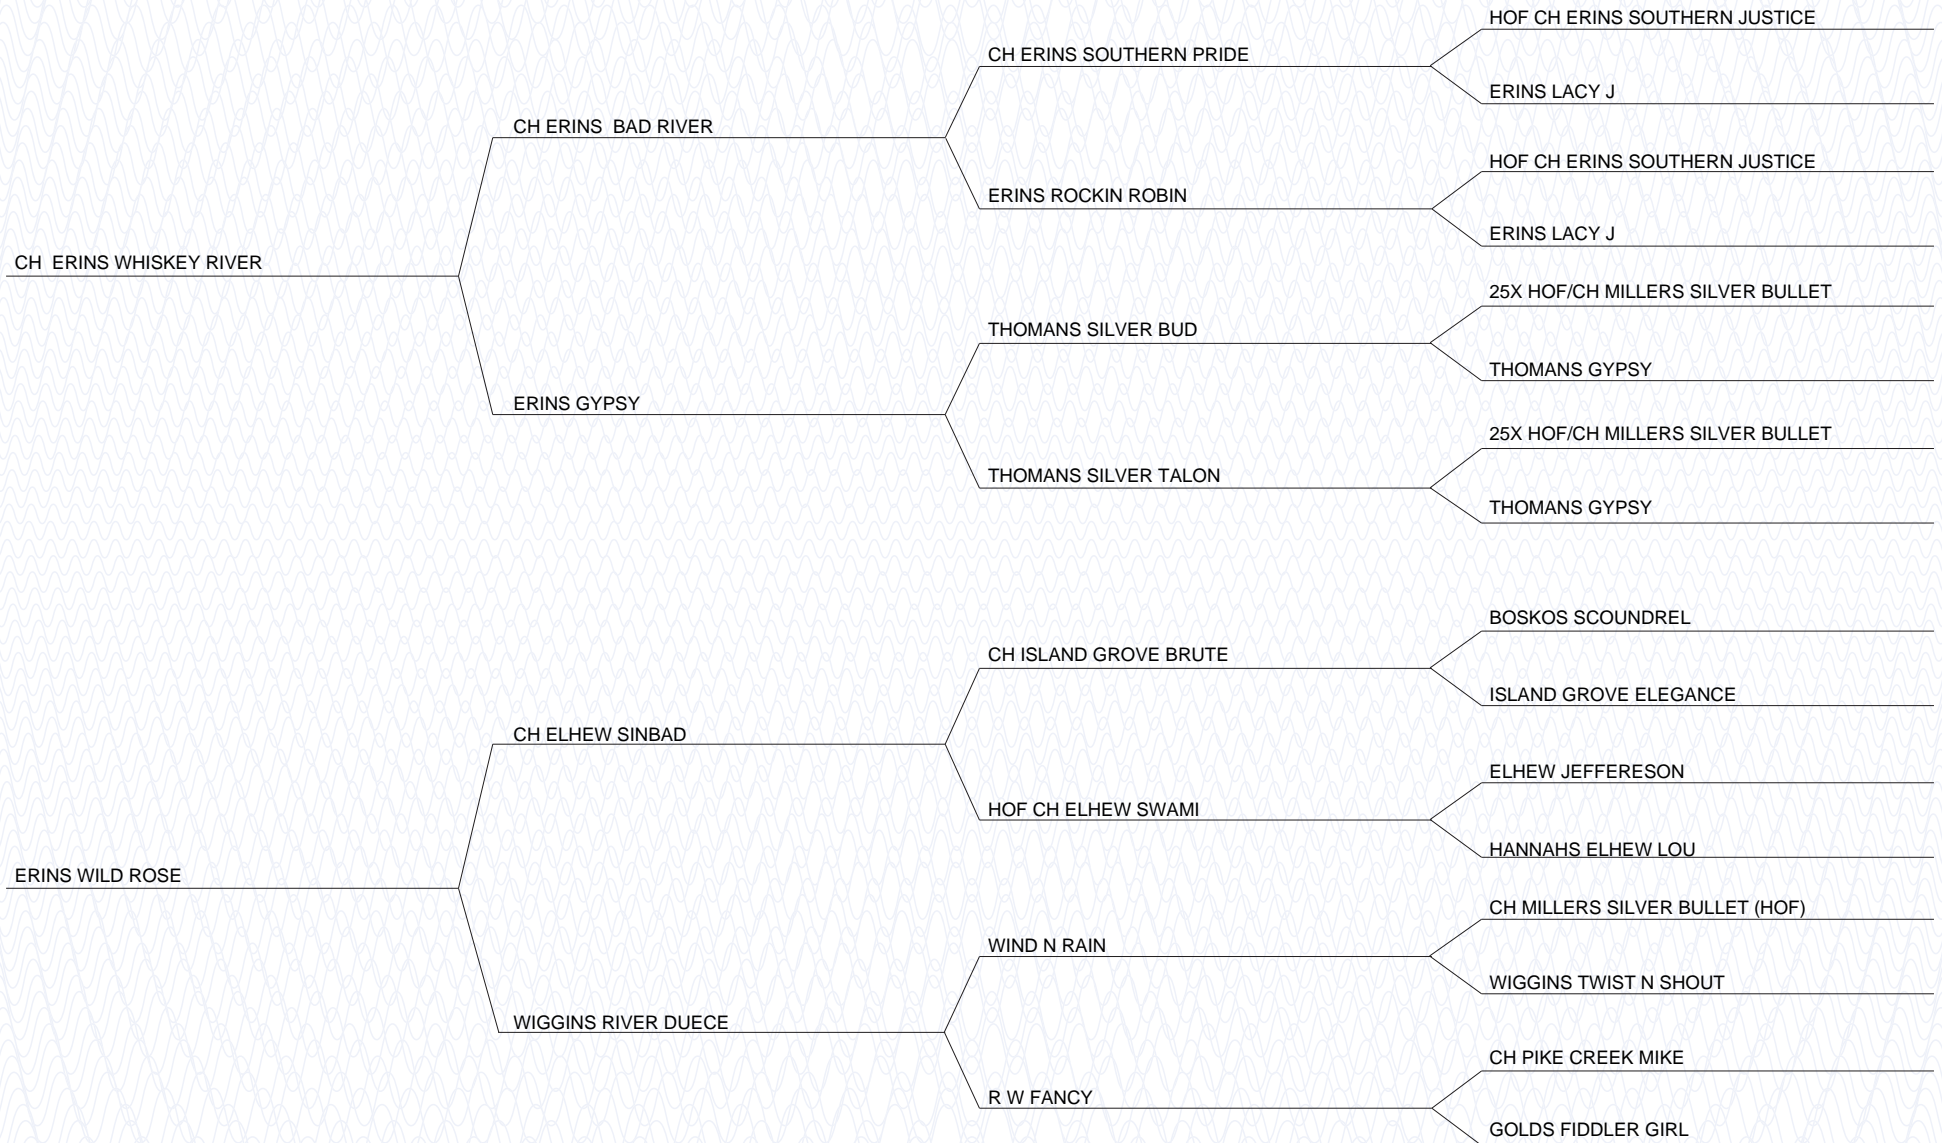 HOF CH ERINS SOUTHERN JUSTICE
CH ERINS SOUTHERN PRIDE
ERINS LACY J
CH ERINS  BAD RIVER
HOF CH ERINS SOUTHERN JUSTICE
ERINS ROCKIN ROBIN
ERINS LACY J
CH  ERINS WHISKEY RIVER
25X HOF/CH MILLERS SILVER BULLET
THOMANS SILVER BUD
THOMANS GYPSY
ERINS GYPSY
25X HOF/CH MILLERS SILVER BULLET
THOMANS SILVER TALON
THOMANS GYPSY
BOSKOS SCOUNDREL
CH ISLAND GROVE BRUTE
ISLAND GROVE ELEGANCE
CH ELHEW SINBAD
ELHEW JEFFERESON
HOF CH ELHEW SWAMI
HANNAHS ELHEW LOU
ERINS WILD ROSE
CH MILLERS SILVER BULLET (HOF)
WIND N RAIN
WIGGINS TWIST N SHOUT
WIGGINS RIVER DUECE
CH PIKE CREEK MIKE
R W FANCY
GOLDS FIDDLER GIRL